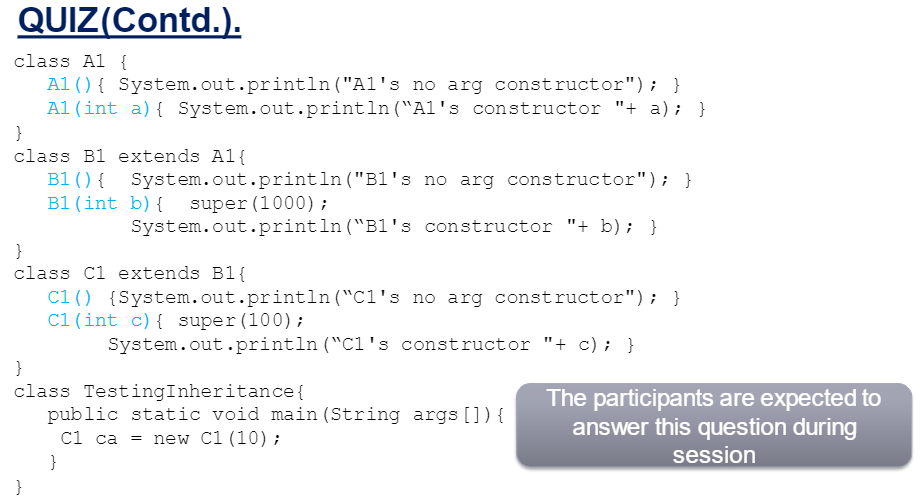 QUIZ(Contd.).
class A1 {
A1(){ System.out.println("A1's no arg constructor"); }
A1(int a){ System.out.println(“A1's constructor "+ a); }
}
class B1 extends A1{
B1(){  System.out.println("B1's no arg constructor"); }
B1(int b){  super(1000);
System.out.println(“B1's constructor "+ b); }
}
class C1 extends B1{
C1() {System.out.println(“C1's no arg constructor"); }
C1(int c){ super(100);
System.out.println(“C1's constructor "+ c); }
}
class TestingInheritance{
public static void main(String args[]){
C1 ca = new C1(10);
}
}
The participants are expected to
answer this question during
session